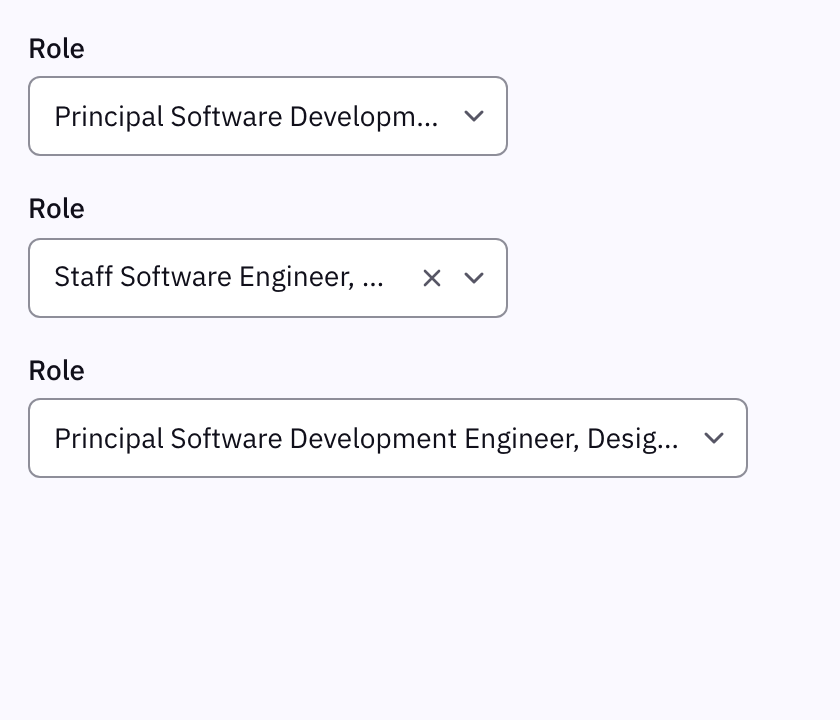 Role
Principal Software Developm...
Role
Staff Software Engineer, ...
Role
Principal Software Development Engineer, Desig...